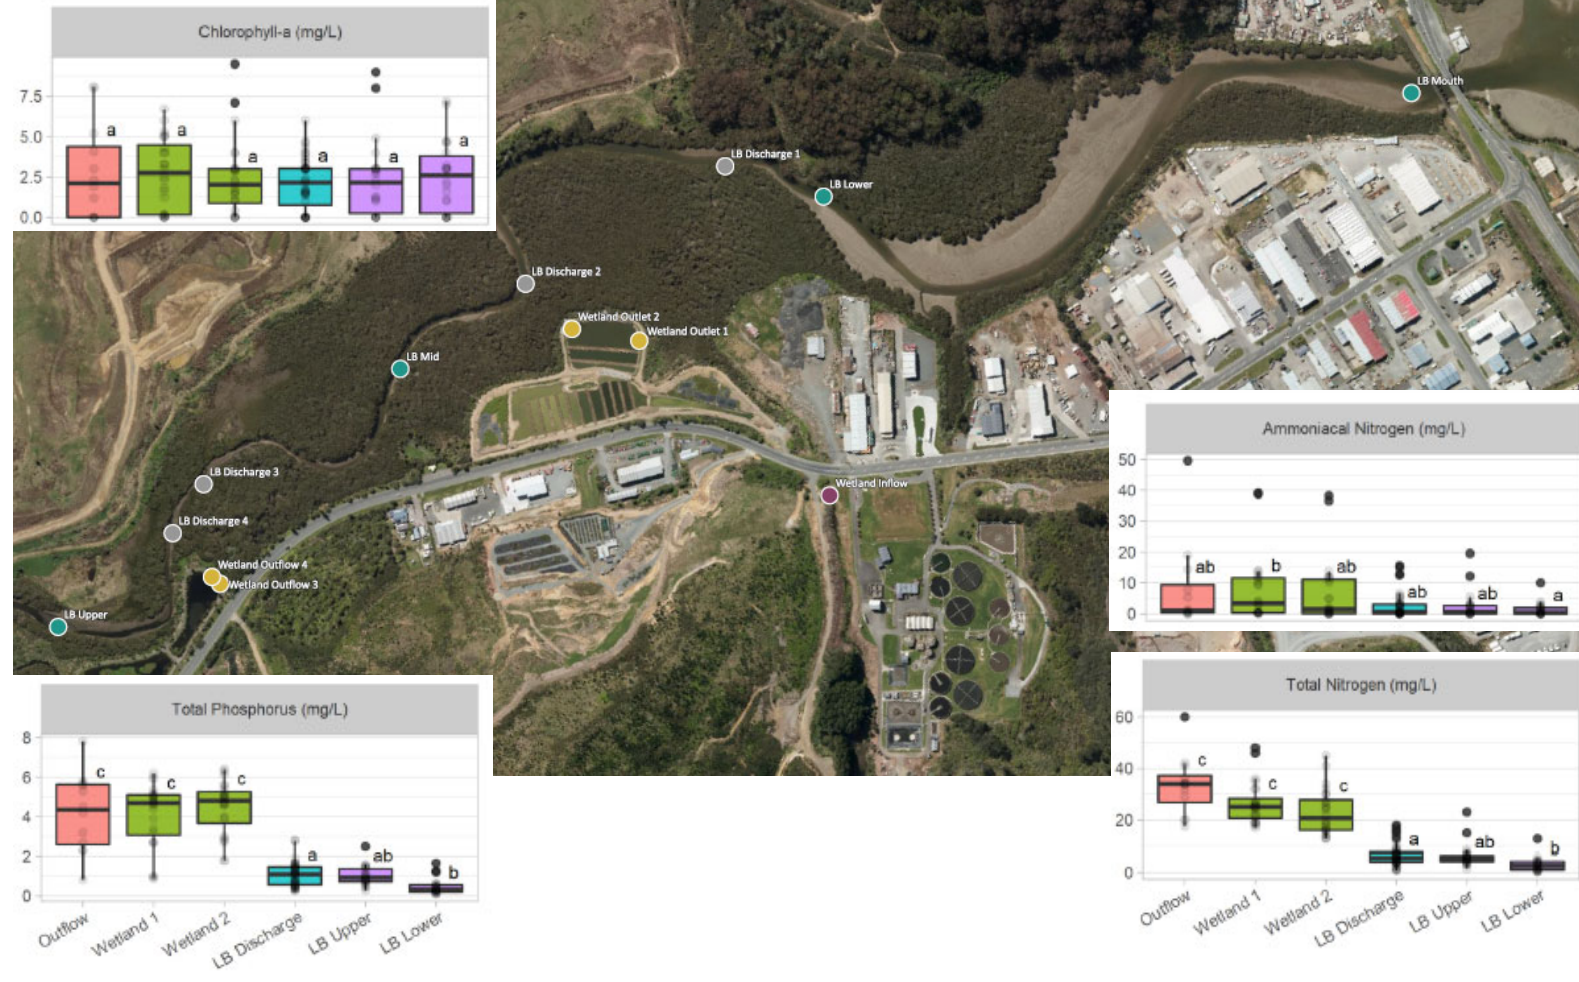 Chlorophyll-a (mg/L)
7.5
5.0
2.5
0.0
a
a
a
a
a
a
LB Mouth
LB Discharge 1
LB Lower
LB Discharge 2
Wetland Outlet 2
Wetland Outlet 1
LB Mid
LB Discharge 3
Wetland Inflow
LB Discharge 4
Wetland Outflow 4
Wetland Outflow 3
LB Upper
Ammoniacal Nitrogen (mg/L)
50
40
30
20
10
0
ab
b
ab
ab
ab
a
Total Phosphorus (mg/L)
8
6
4
2
0
c
c
c
a
ab
b
Outflow
Wetland 1
Wetland 2
LB Discharge
LB Upper
LB Lower
Total Nitrogen (mg/L)
60
40
20
0
c
c
c
a
ab
b
Outflow
Wetland 1
Wetland 2
LB Discharge
LB Upper
LB Lower